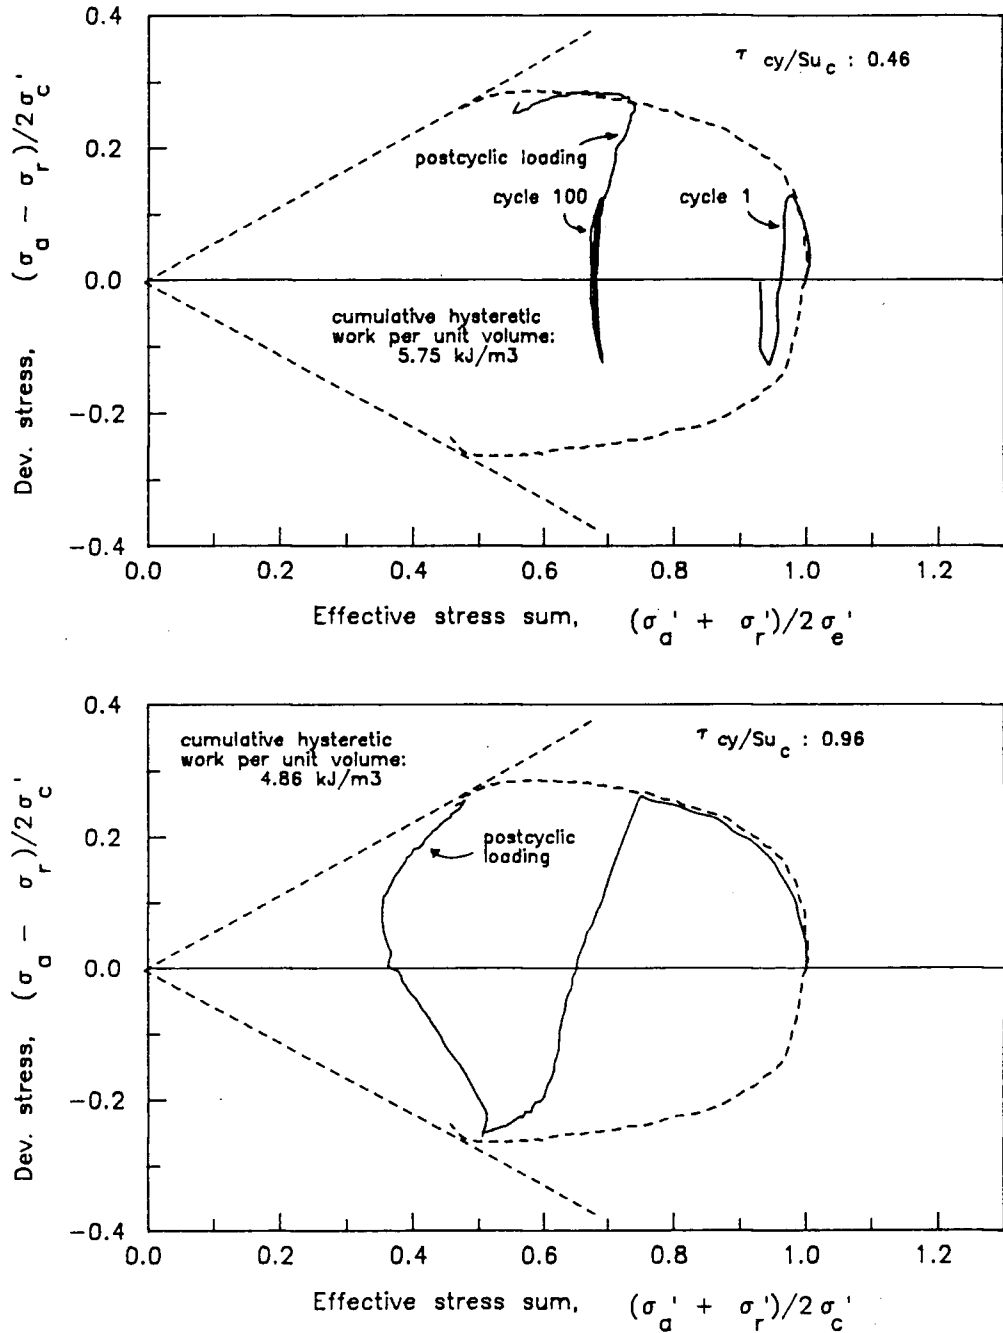 0.4
0.2
0.0
−0.2
−0.4
Dev. stress, (σa − σr)/2σc'
τ cy/Suc : 0.46
postcyclic loading
cycle 100
cycle 1
cumulative hysteretic
work per unit volume:
5.75 kJ/m3
0.0 0.2 0.4 0.6 0.8 1.0 1.2
Effective stress sum, (σa' + σr')/2σe'
0.4
0.2
0.0
−0.2
−0.4
Dev. stress, (σa − σr)/2σc'
cumulative hysteretic
work per unit volume:
4.86 kJ/m3
τ cy/Suc : 0.96
postcyclic
loading
0.0 0.2 0.4 0.6 0.8 1.0 1.2
Effective stress sum, (σa' + σr')/2σc'